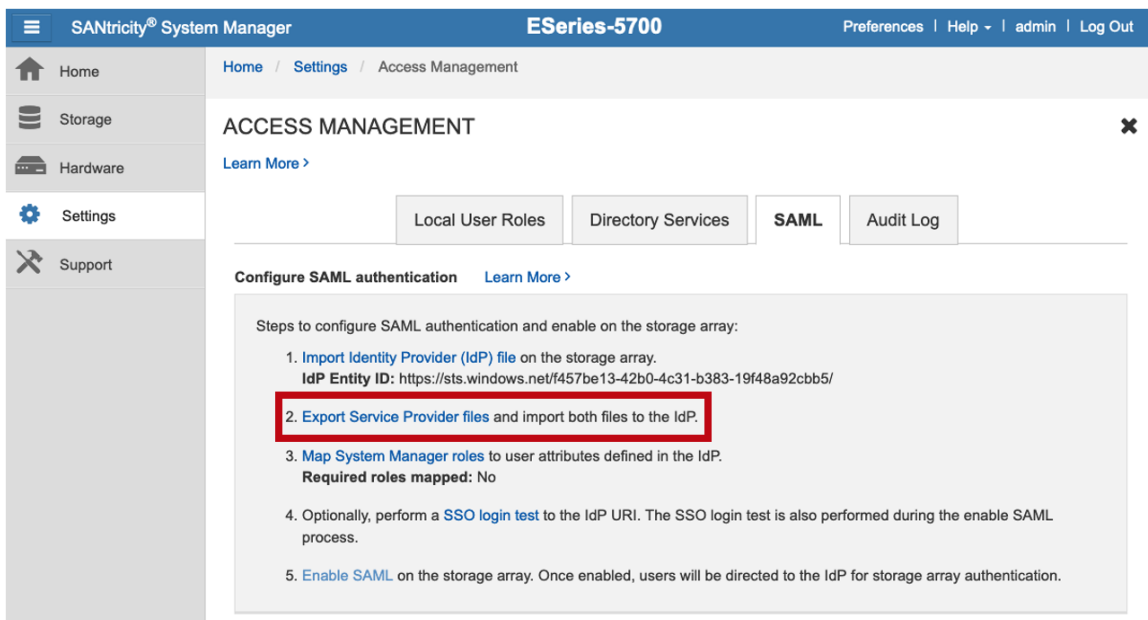 SANtricity® System Manager
ESeries-5700
Preferences | Help | admin | Log Out
Home
Storage
Hardware
Settings
Support
Home / Settings / Access Management
ACCESS MANAGEMENT
Learn More >
Local User Roles
Directory Services
SAML
Audit Log
Configure SAML authentication Learn More >
Steps to configure SAML authentication and enable on the storage array:
1. Import Identity Provider (IdP) file on the storage array.
IdP Entity ID: https://sts.windows.net/f457be13-42b0-4c31-b383-19f48a92cbb5/
2. Export Service Provider files and import both files to the IdP.
3. Map System Manager roles to user attributes defined in the IdP.
Required roles mapped: No
4. Optionally, perform a SSO login test to the IdP URI. The SSO login test is also performed during the enable SAML
process.
5. Enable SAML on the storage array. Once enabled, users will be directed to the IdP for storage array authentication.